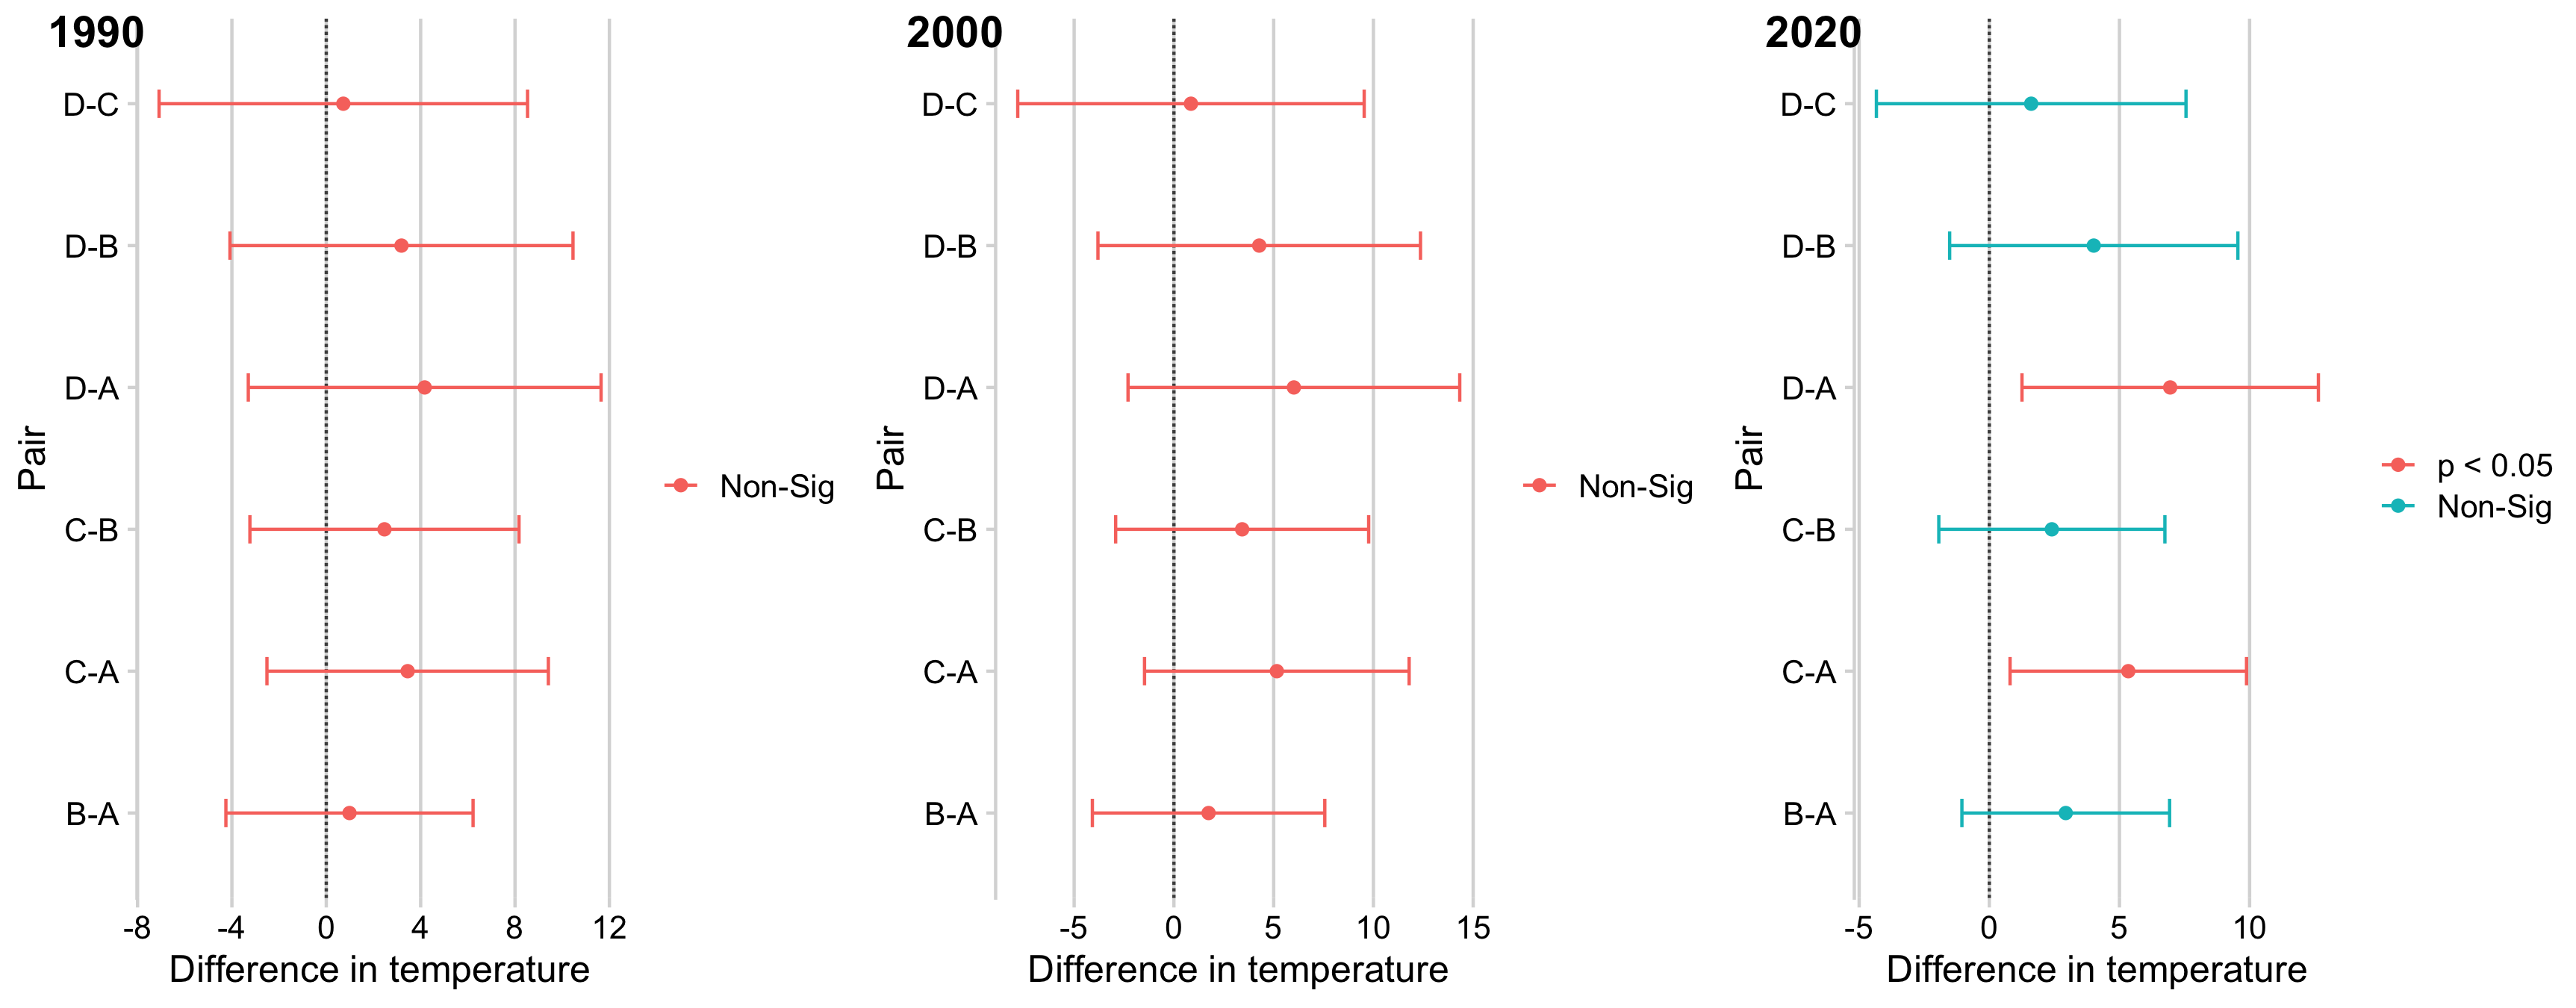 1990
D-C
D-B
D-A
C-B
C-A
B-A
Pair
-8 -4 0 4 8 12
Difference in temperature
Non-Sig
2000
D-C
D-B
D-A
C-B
C-A
B-A
Pair
-5 0 5 10 15
Difference in temperature
Non-Sig
2020
D-C
D-B
D-A
C-B
C-A
B-A
Pair
-5 0 5 10
Difference in temperature
p < 0.05
Non-Sig